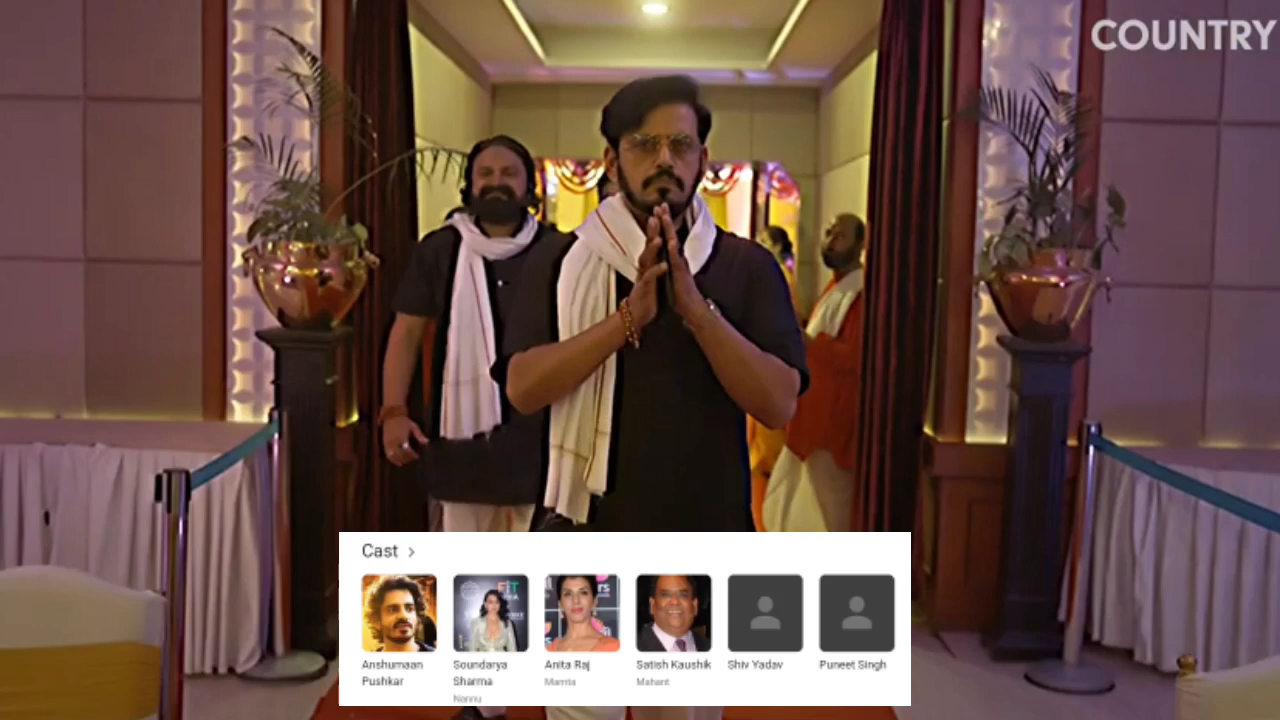 COUNTRY
Cast >
Anshumaan
Pushkar
Soundarya
Sharma
Nannu
Anita Raj
Mamta
Satish Kaushik
Mahant
Shiv Yadav
Puneet Singh